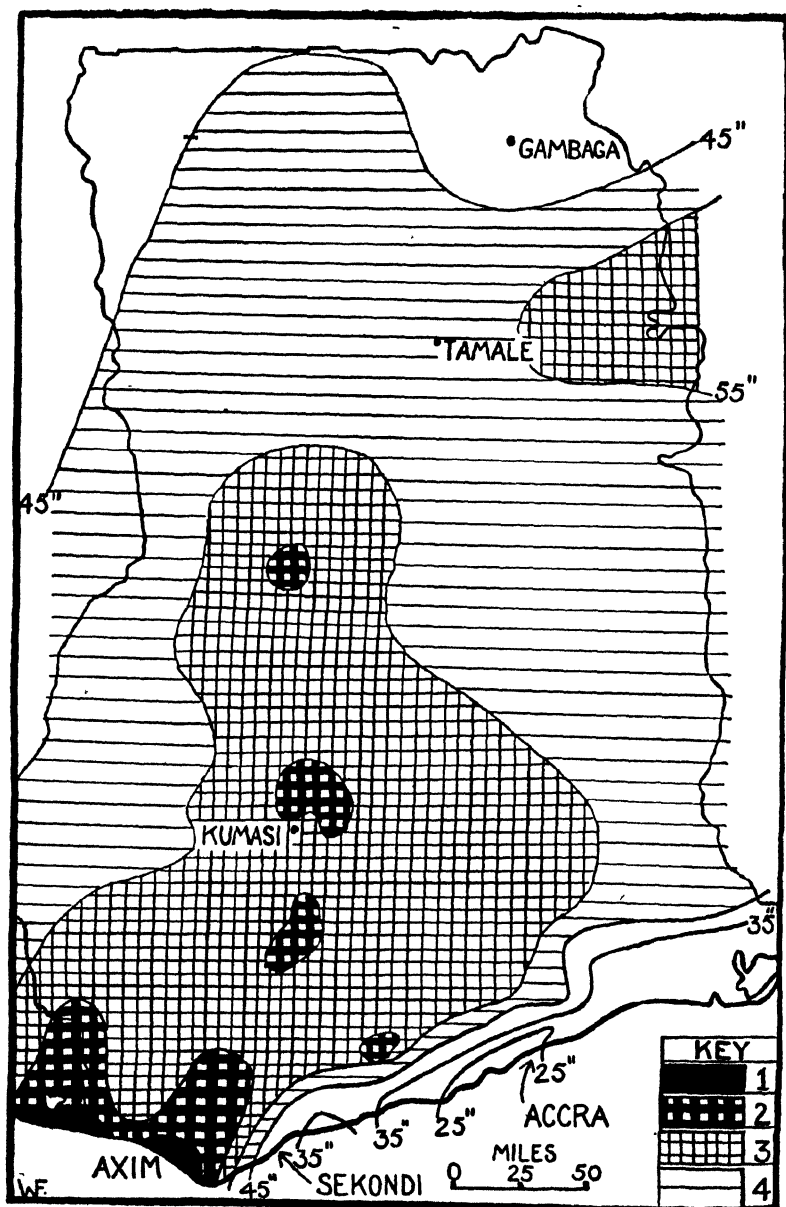 45"
GAMBAGA
TAMALE
55"
45"
KUMASI
35"
KEY
1
2
3
4
25"
ACCRA
25"
35"
35"
SEKONDI
45"
AXIM
MILES
0 25 50
W.F.